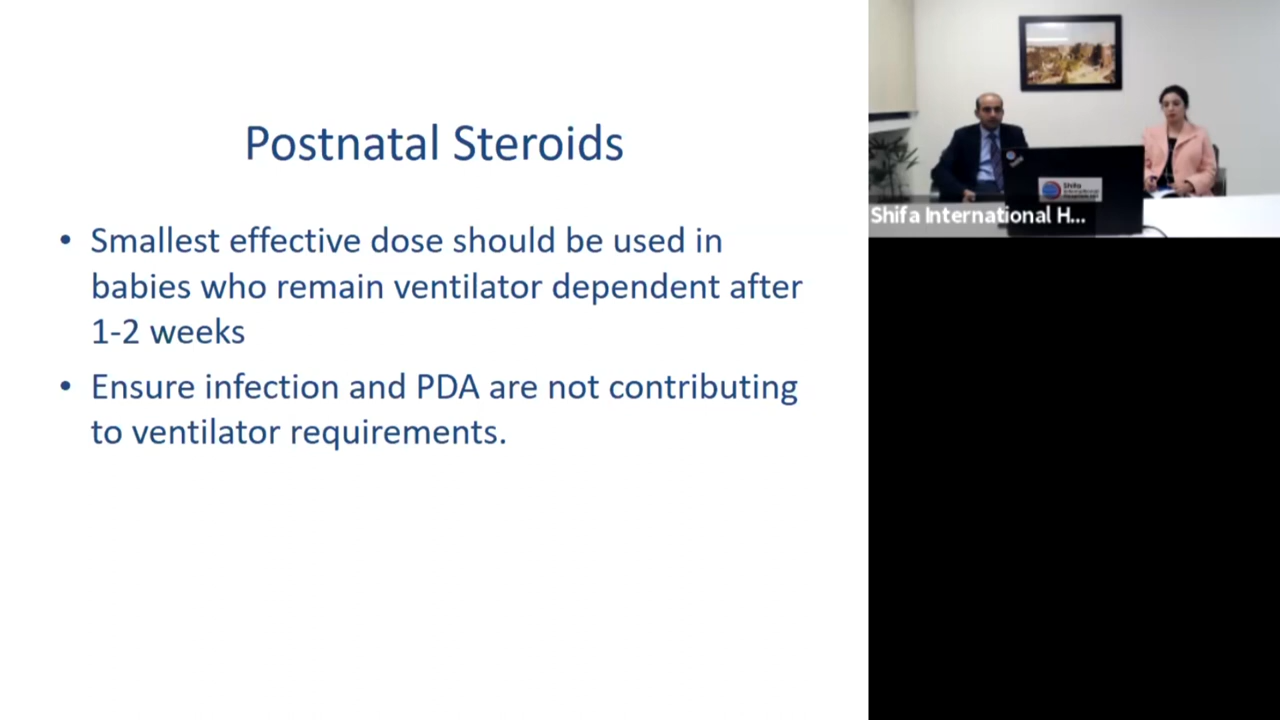 Postnatal Steroids
• Smallest effective dose should be used in
babies who remain ventilator dependent after
1-2 weeks
• Ensure infection and PDA are not contributing
to ventilator requirements.
Shifa
Shifa International H...